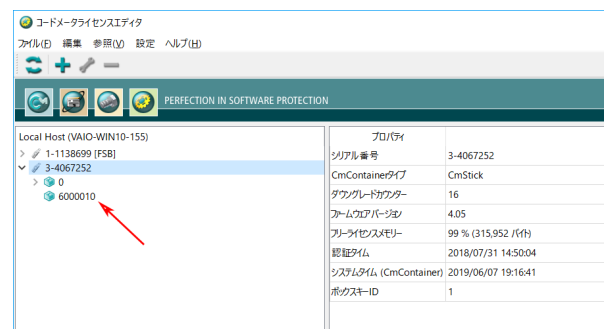 コードメータライセンスエディタ
ファイル(F) 編集 参照(V) 設定 ヘルプ(H)
PERFECTION IN SOFTWARE PROTECTION
Local Host (VAIO-WIN10-155)
1-1138699 [FSB]
3-4067252
0
6000010
プロパティ
シリアル番号 3-4067252
CmContainerタイプ CmStick
ダウングレードカウンター 16
ファームウェアバージョン 4.05
フリーライセンスメモリー 99 % (315,952 バイト)
認証タイム 2018/07/31 14:50:04
システムタイム (CmContainer) 2019/06/07 19:16:41
ボックスキーID 1